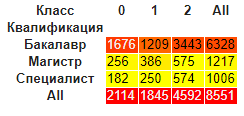 Класс 0 1 2 All
Квалификация
Бакалавр 1676 1209 3443 6328
Магистр 256 386 575 1217
Специалист 182 250 574 1006
All 2114 1845 4592 8551